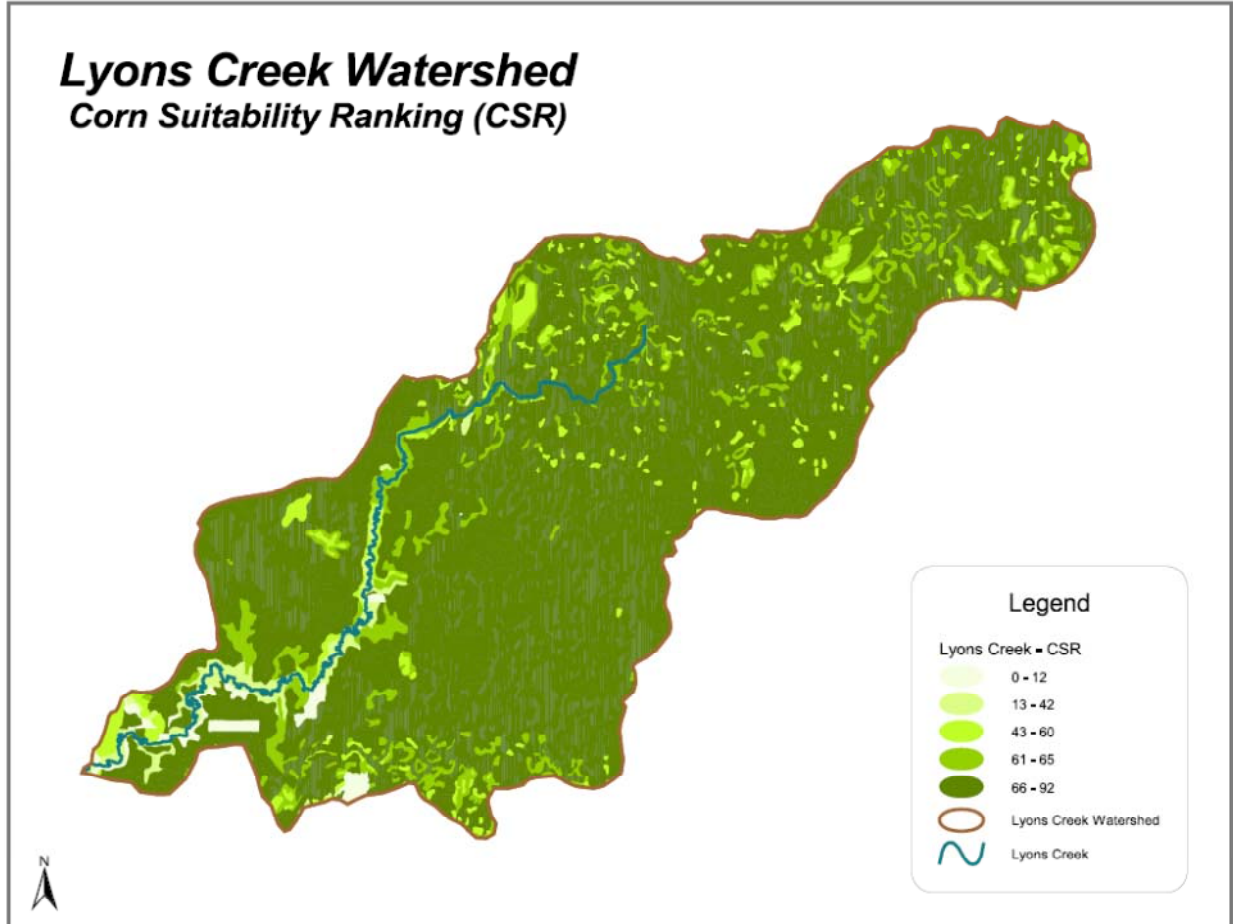 Lyons Creek Watershed
Corn Suitability Ranking (CSR)
Legend
Lyons Creek - CSR
0 - 12
13 - 42
43 - 60
61 - 65
66 - 92
Lyons Creek Watershed
Lyons Creek
N